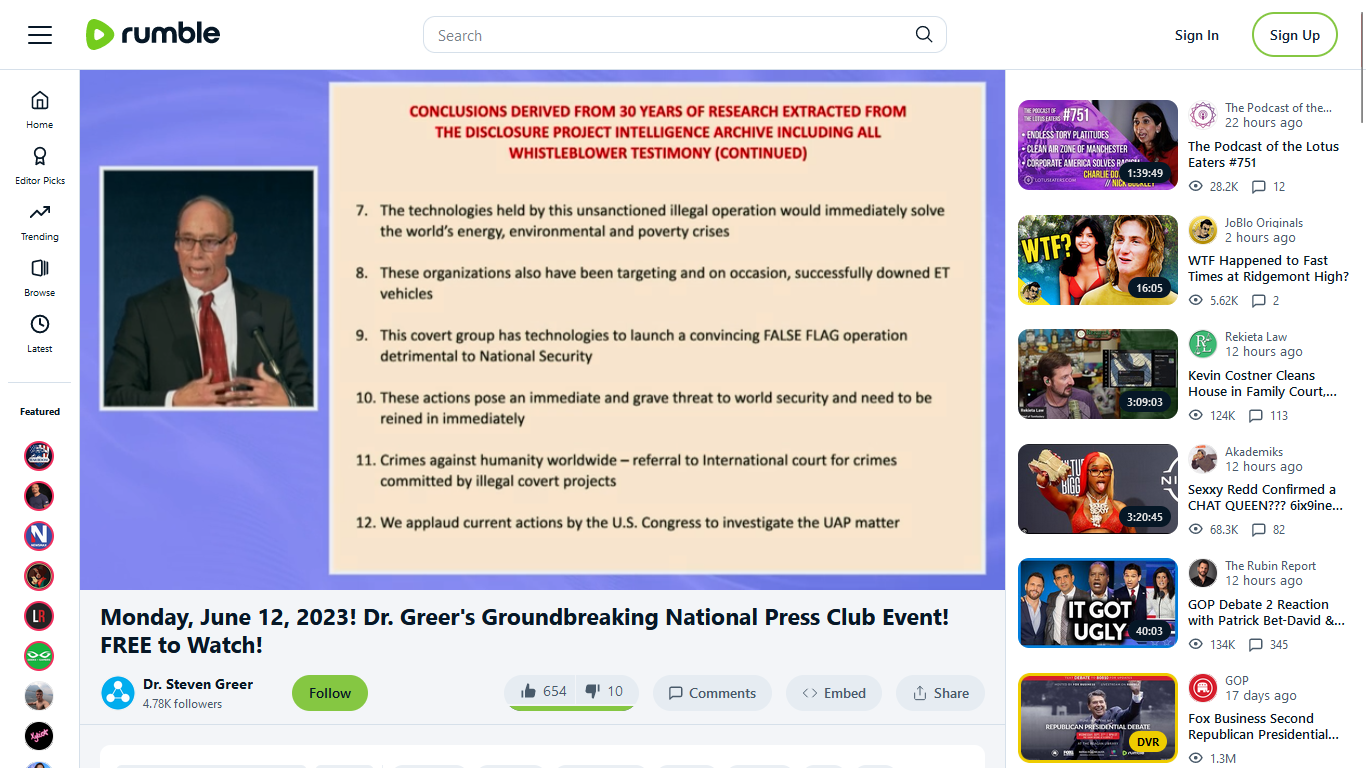 rumble
Search
Sign In
Sign Up
Home
Editor Picks
Trending
Browse
Latest
Featured
CONCLUSIONS DERIVED FROM 30 YEARS OF RESEARCH EXTRACTED FROM
THE DISCLOSURE PROJECT INTELLIGENCE ARCHIVE INCLUDING ALL
WHISTLEBLOWER TESTIMONY (CONTINUED)
7. The technologies held by this unsanctioned illegal operation would immediately solve
the world's energy, environmental and poverty crises
8. These organizations also have been targeting and on occasion, successfully downed ET
vehicles
9. This covert group has technologies to launch a convincing FALSE FLAG operation
detrimental to National Security
10. These actions pose an immediate and grave threat to world security and need to be
reined in immediately
11. Crimes against humanity worldwide – referral to International court for crimes
committed by illegal covert projects
12. We applaud current actions by the U.S. Congress to investigate the UAP matter
Monday, June 12, 2023! Dr. Greer's Groundbreaking National Press Club Event!
FREE to Watch!
Dr. Steven Greer
4.78K followers
Follow
654
10
Comments
Embed
Share
THE PODCAST OF
THE LOTUS EATERS #751
• ENDLESS TORY PLATITUDES
• CLEAN AIR ZONE OF MANCHESTER
• CORPORATE AMERICA SOLVES
LOTUSEATERS.COM
1:39:49
The Podcast of the...
22 hours ago
The Podcast of the Lotus
Eaters #751
28.2K
12
WTF?
16:05
JoBlo Originals
2 hours ago
WTF Happened to Fast
Times at Ridgemont High?
5.62K
2
Rekieta Law
3:09:03
Rekieta Law
12 hours ago
Kevin Costner Cleans
House in Family Court,...
124K
113
3:20:45
Akademiks
12 hours ago
Sexxy Redd Confirmed a
CHAT QUEEN??? 6ix9ine...
68.3K
82
IT GOT
UGLY
40:03
The Rubin Report
12 hours ago
GOP Debate 2 Reaction
with Patrick Bet-David &...
134K
345
REPUBLICAN PRESIDENTIAL DEBATE
rumble
DVR
GOP
17 days ago
Fox Business Second
Republican Presidential...
1.3M